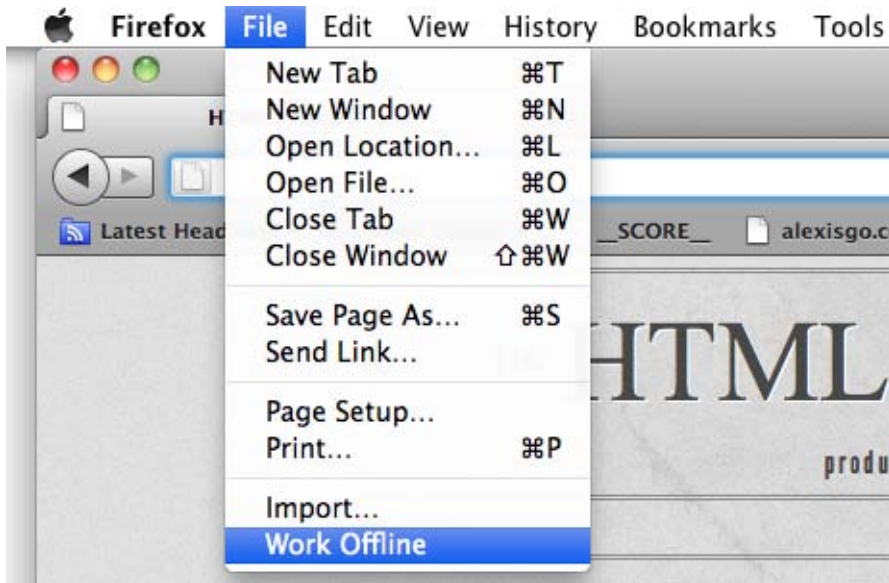 Firefox File Edit View History Bookmarks Tools
New Tab ⌘T
New Window ⌘N
Open Location... ⌘L
Open File... ⌘O
Close Tab ⌘W
Close Window ⇧⌘W
Save Page As... ⌘S
Send Link...
Page Setup...
Print... ⌘P
Import...
Work Offline
H
Latest Head __SCORE__ alexisgo.c
HTML
produ